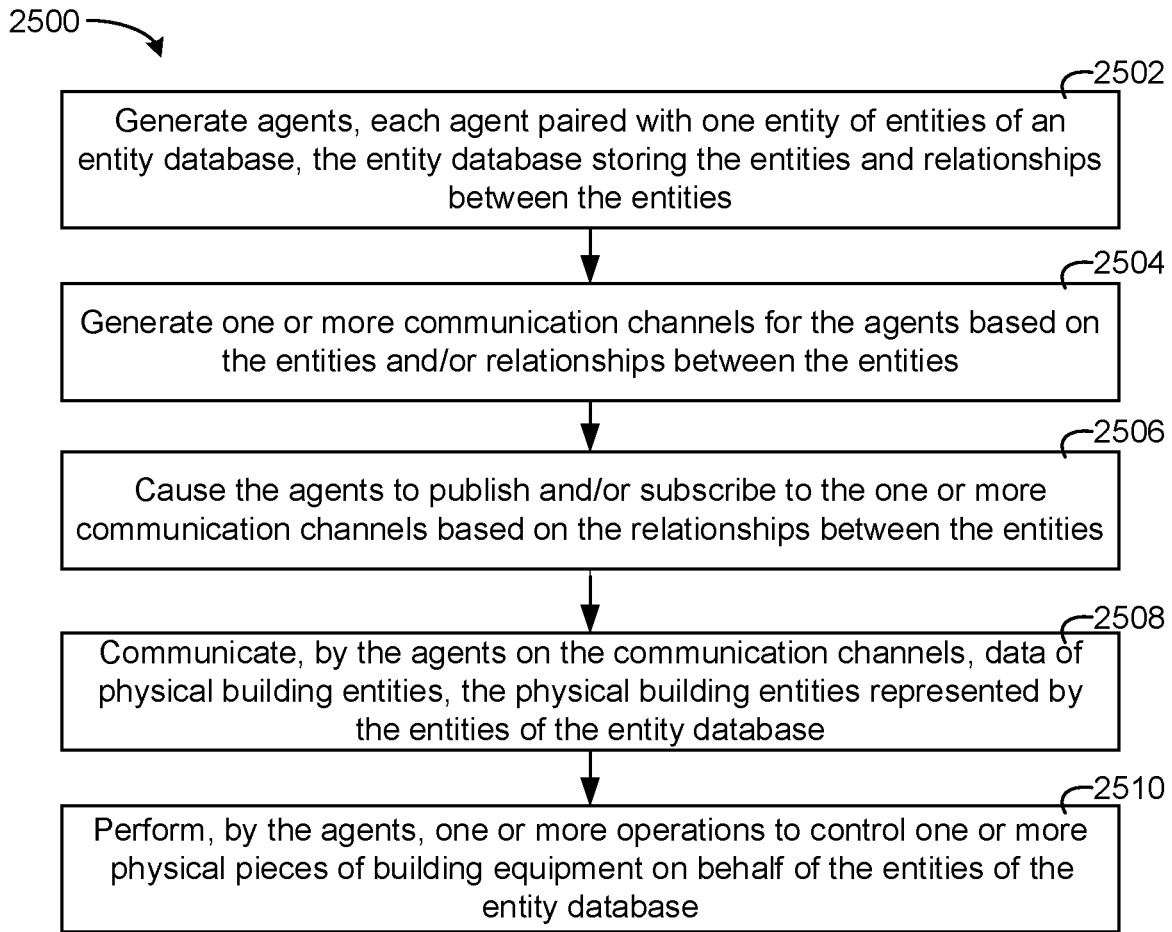 2500
2502
Generate agents, each agent paired with one entity of entities of an
entity database, the entity database storing the entities and relationships
between the entities
2504
Generate one or more communication channels for the agents based on
the entities and/or relationships between the entities
2506
Cause the agents to publish and/or subscribe to the one or more
communication channels based on the relationships between the entities
2508
Communicate, by the agents on the communication channels, data of
physical building entities, the physical building entities represented by
the entities of the entity database
2510
Perform, by the agents, one or more operations to control one or more
physical pieces of building equipment on behalf of the entities of the
entity database